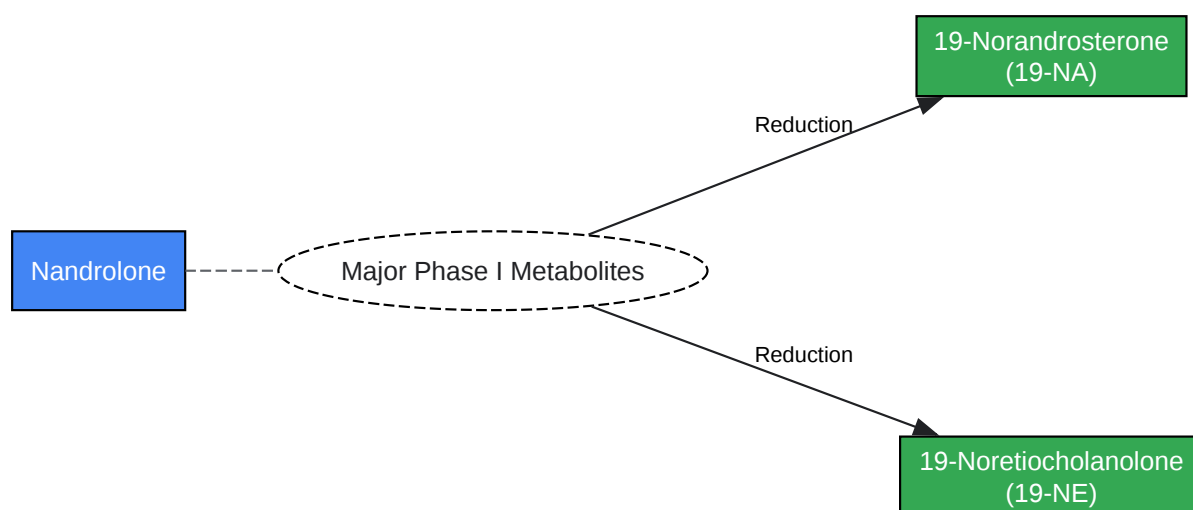 19-Norandrosterone
(19-NA)
Reduction
Nandrolone
Major Phase I Metabolites
Reduction
19-Noretiocholanolone
(19-NE)